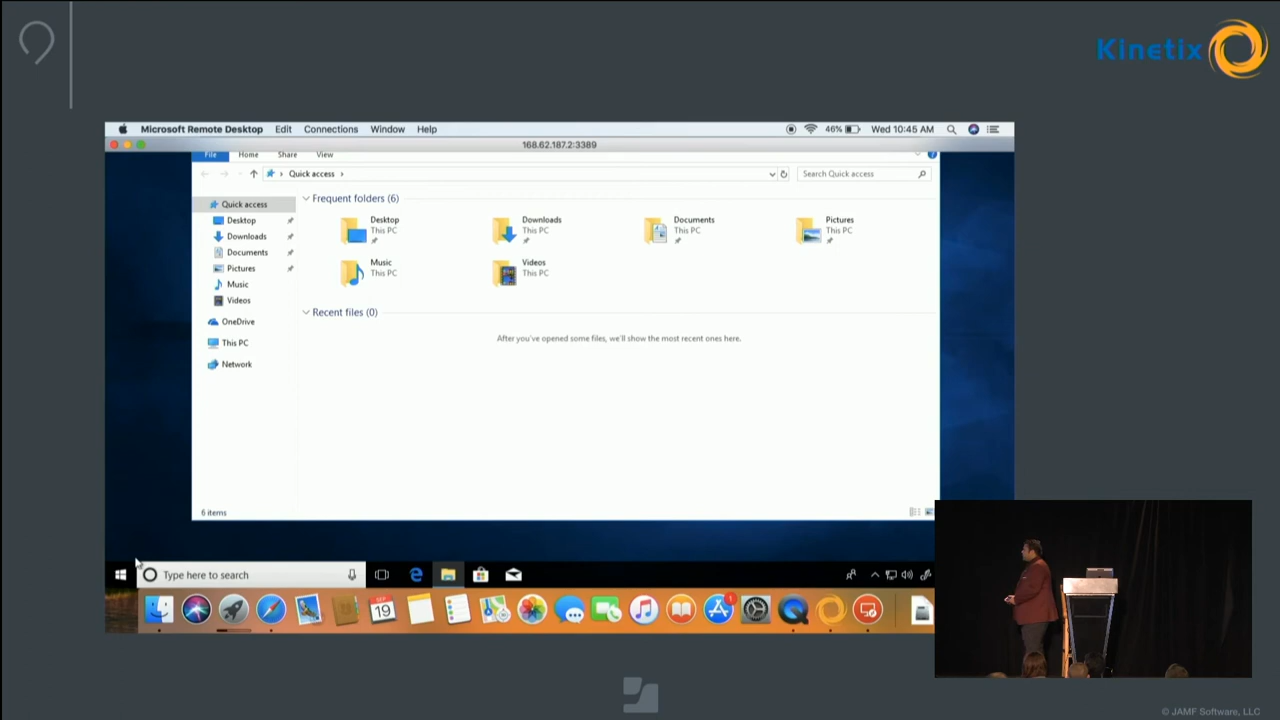 Kinetix
Microsoft Remote Desktop Edit Connections Window Help 46% Wed 10:45 AM
168.62.187.2:3389
File Home Share View
Quick access
Search Quick access
Quick access
Desktop
Downloads
Documents
Pictures
Music
Videos
OneDrive
This PC
Network
Frequent folders (6)
Desktop
This PC
Downloads
This PC
Documents
This PC
Pictures
This PC
Music
This PC
Videos
This PC
Recent files (0)
After you've opened some files, we'll show the most recent ones here.
6 items
Type here to search
SEP
19
1
© JAMF Software, LLC